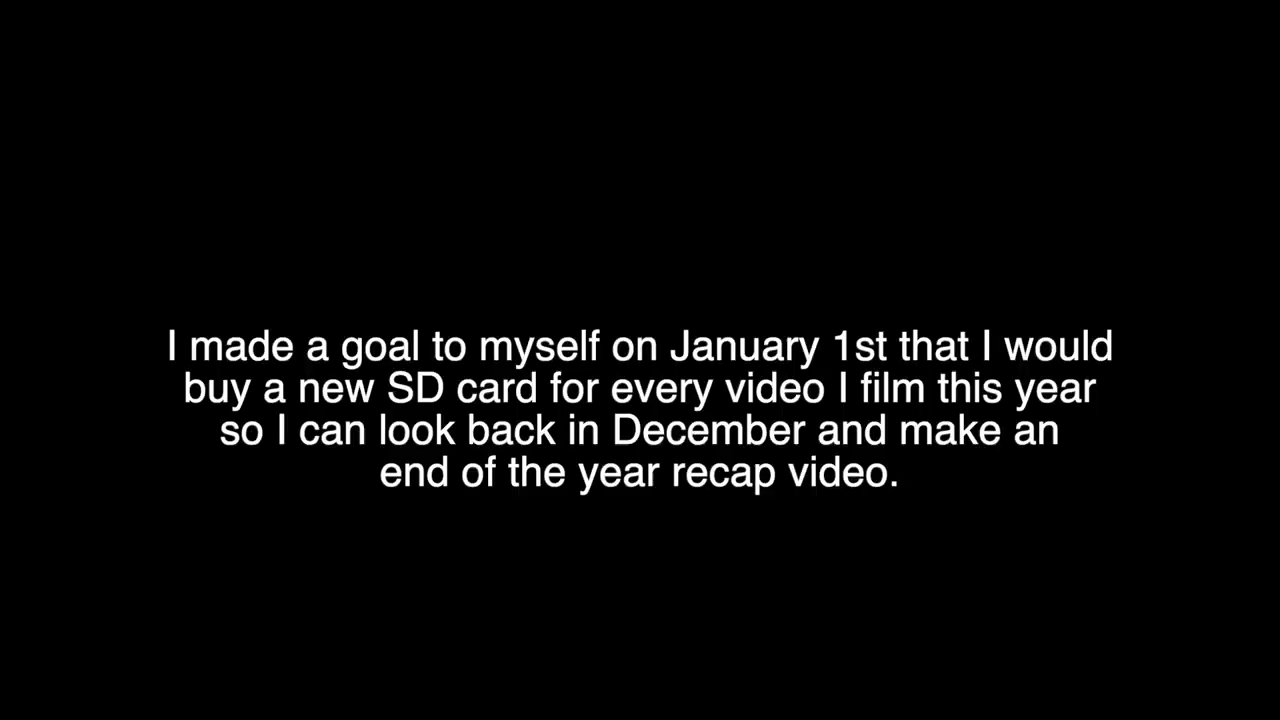 I made a goal to myself on January 1st that I would
buy a new SD card for every video I film this year
so I can look back in December and make an
end of the year recap video.